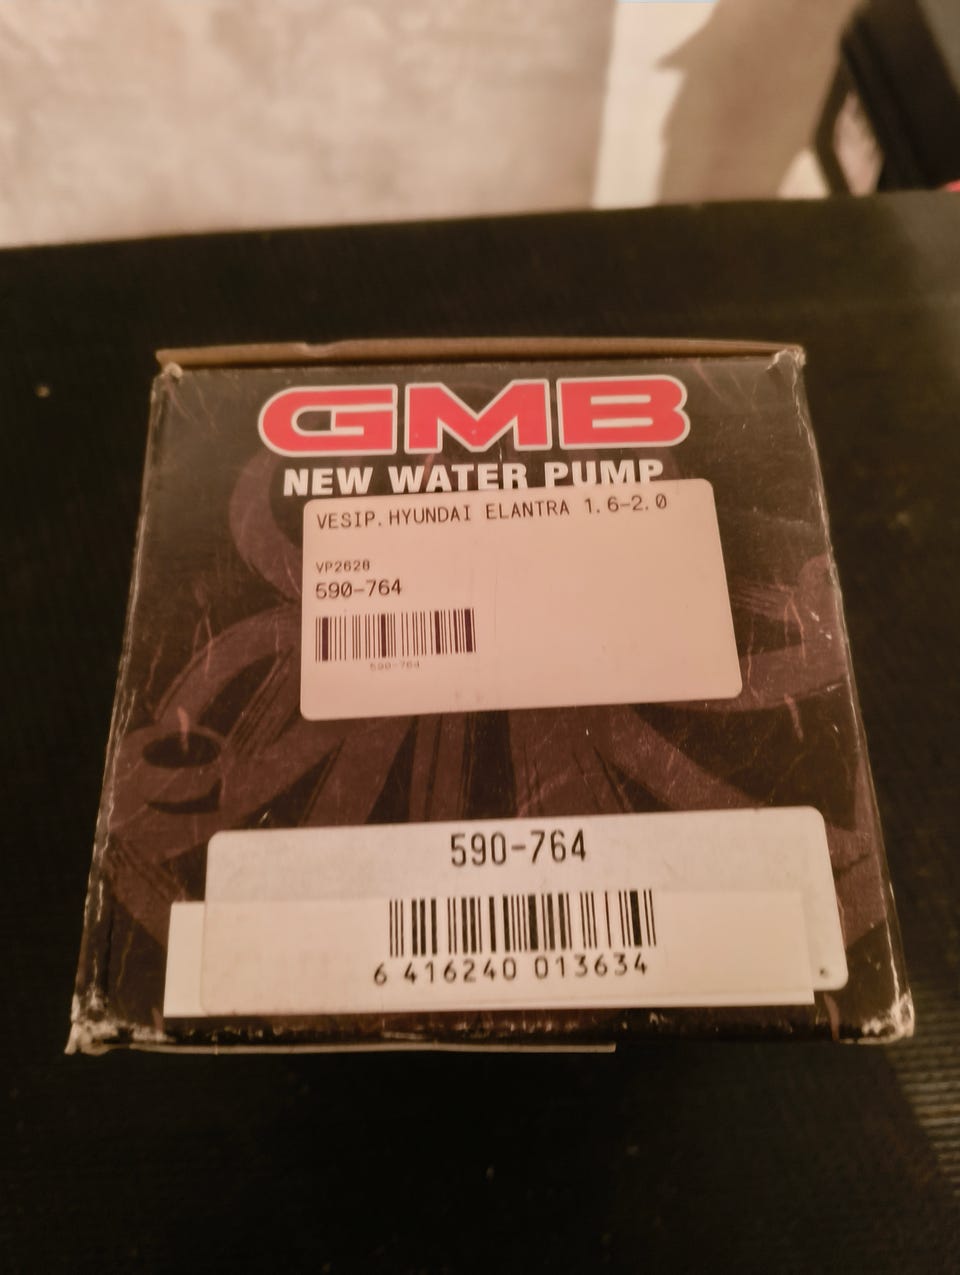 GMB
NEW WATER PUMP
VESIP.HYUNDAI ELANTRA 1.6-2.0
VP2628
590-764
590-764
590-764
6 416240 013634